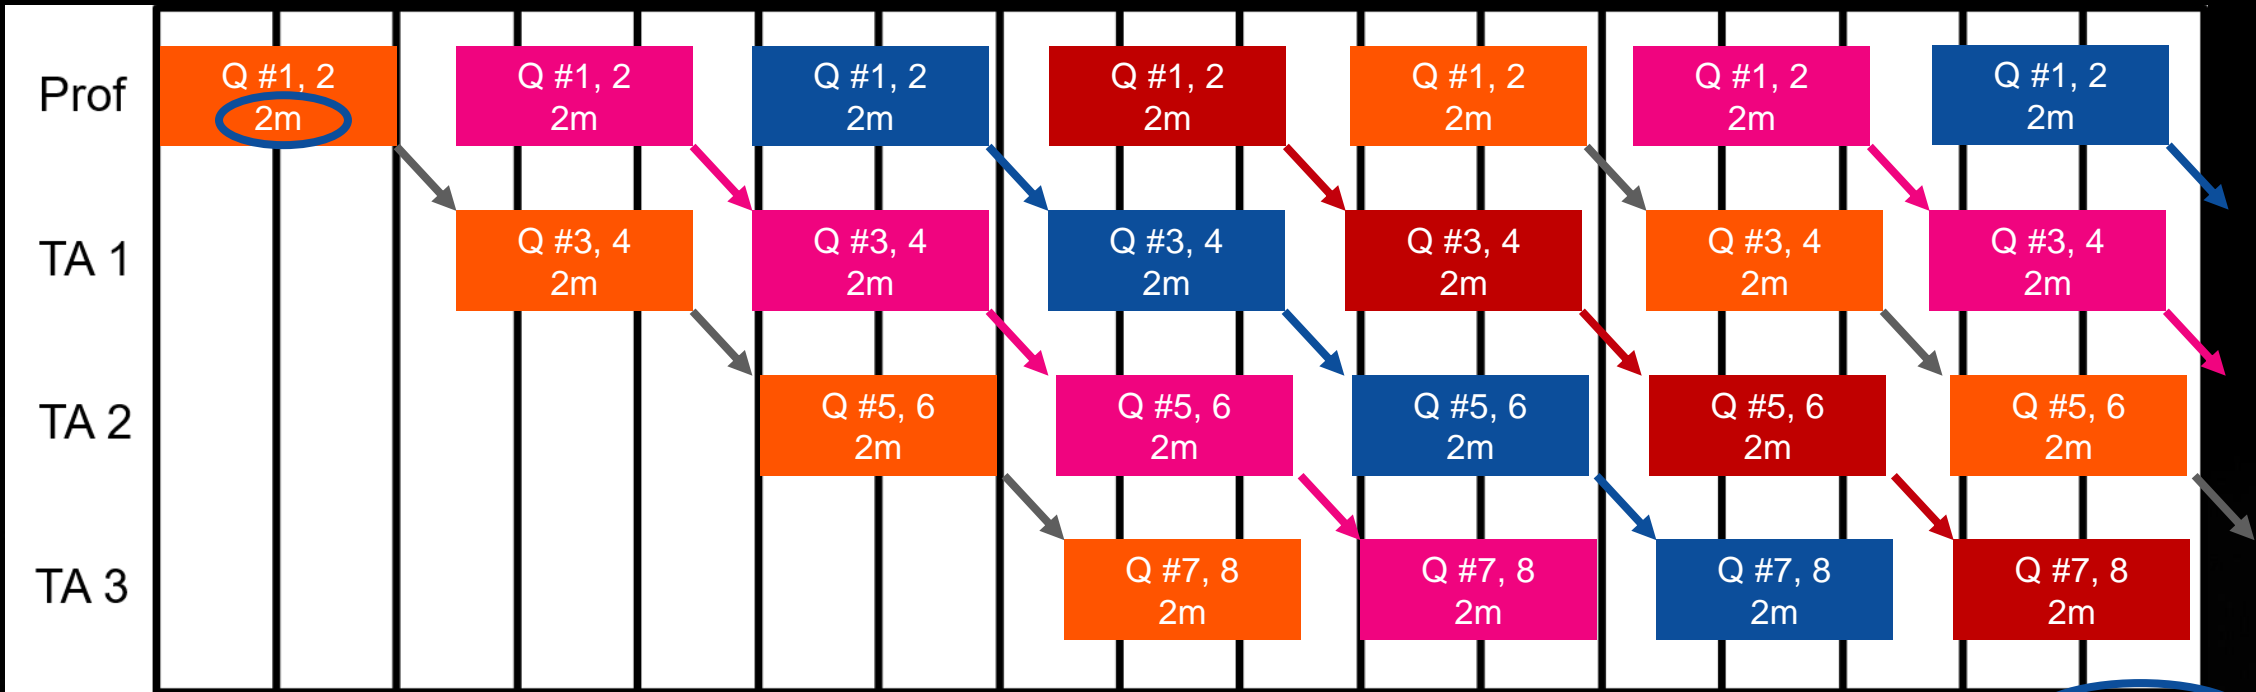 Prof
Q #1, 2
2m
Q #1, 2
2m
Q #1, 2
2m
Q #1, 2
2m
Q #1, 2
2m
Q #1, 2
2m
Q #1, 2
2m
TA 1
Q #3, 4
2m
Q #3, 4
2m
Q #3, 4
2m
Q #3, 4
2m
Q #3, 4
2m
Q #3, 4
2m
TA 2
Q #5, 6
2m
Q #5, 6
2m
Q #5, 6
2m
Q #5, 6
2m
Q #5, 6
2m
TA 3
Q #7, 8
2m
Q #7, 8
2m
Q #7, 8
2m
Q #7, 8
2m